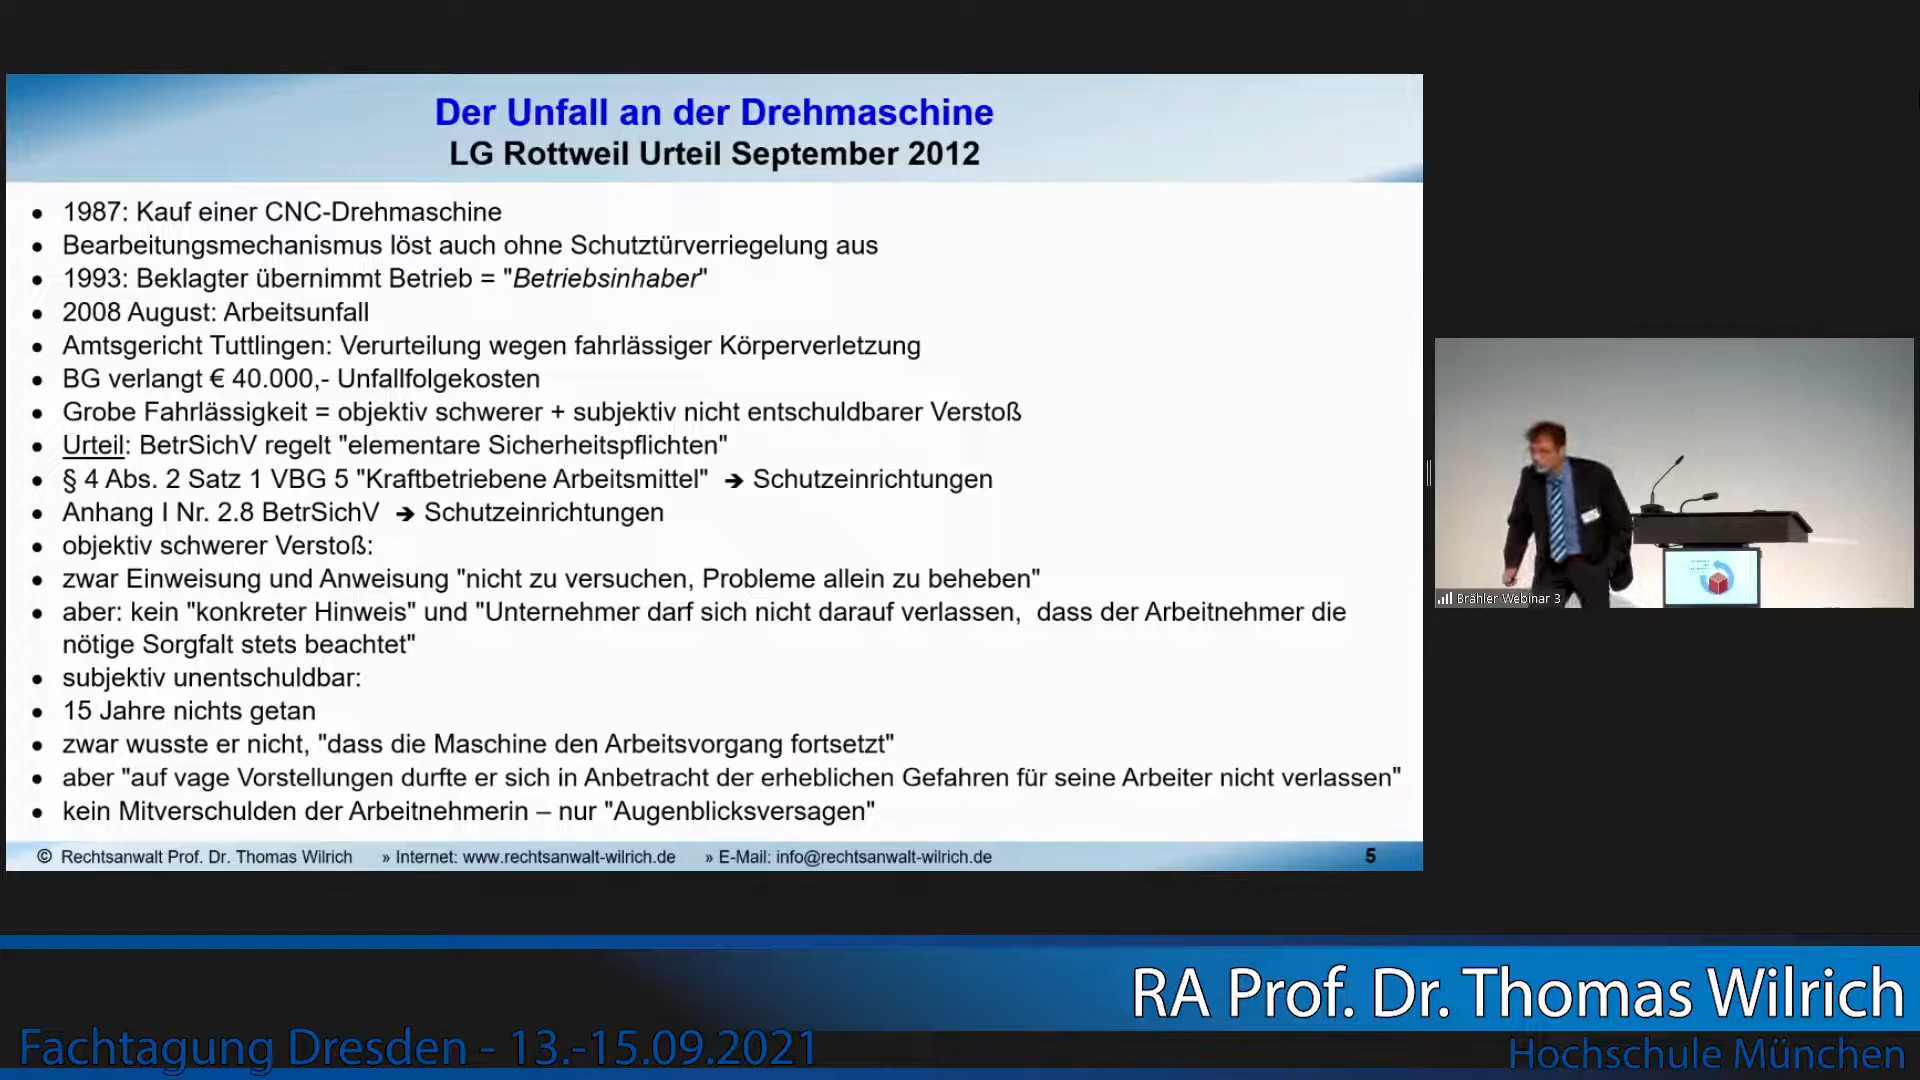 Der Unfall an der Drehmaschine
LG Rottweil Urteil September 2012
• 1987: Kauf einer CNC-Drehmaschine
• Bearbeitungsmechanismus löst auch ohne Schutztürverriegelung aus
• 1993: Beklagter übernimmt Betrieb = "Betriebsinhaber"
• 2008 August: Arbeitsunfall
• Amtsgericht Tuttlingen: Verurteilung wegen fahrlässiger Körperverletzung
• BG verlangt € 40.000,- Unfallfolgekosten
• Grobe Fahrlässigkeit = objektiv schwerer + subjektiv nicht entschuldbarer Verstoß
• Urteil: BetrSichV regelt "elementare Sicherheitspflichten"
• § 4 Abs. 2 Satz 1 VBG 5 "Kraftbetriebene Arbeitsmittel" ➔ Schutzeinrichtungen
• Anhang I Nr. 2.8 BetrSichV ➔ Schutzeinrichtungen
• objektiv schwerer Verstoß:
• zwar Einweisung und Anweisung "nicht zu versuchen, Probleme allein zu beheben"
• aber: kein "konkreter Hinweis" und "Unternehmer darf sich nicht darauf verlassen, dass der Arbeitnehmer die
nötige Sorgfalt stets beachtet"
• subjektiv unentschuldbar:
• 15 Jahre nichts getan
• zwar wusste er nicht, "dass die Maschine den Arbeitsvorgang fortsetzt"
• aber "auf vage Vorstellungen durfte er sich in Anbetracht der erheblichen Gefahren für seine Arbeiter nicht verlassen"
• kein Mitverschulden der Arbeitnehmerin – nur "Augenblicksversagen"
© Rechtsanwalt Prof. Dr. Thomas Wilrich » Internet: www.rechtsanwalt-wilrich.de » E-Mail: info@rechtsanwalt-wilrich.de 5
Brähler Webinar 3
RA Prof. Dr. Thomas Wilrich
Fachtagung Dresden - 13.-15.09.2021
Hochschule München